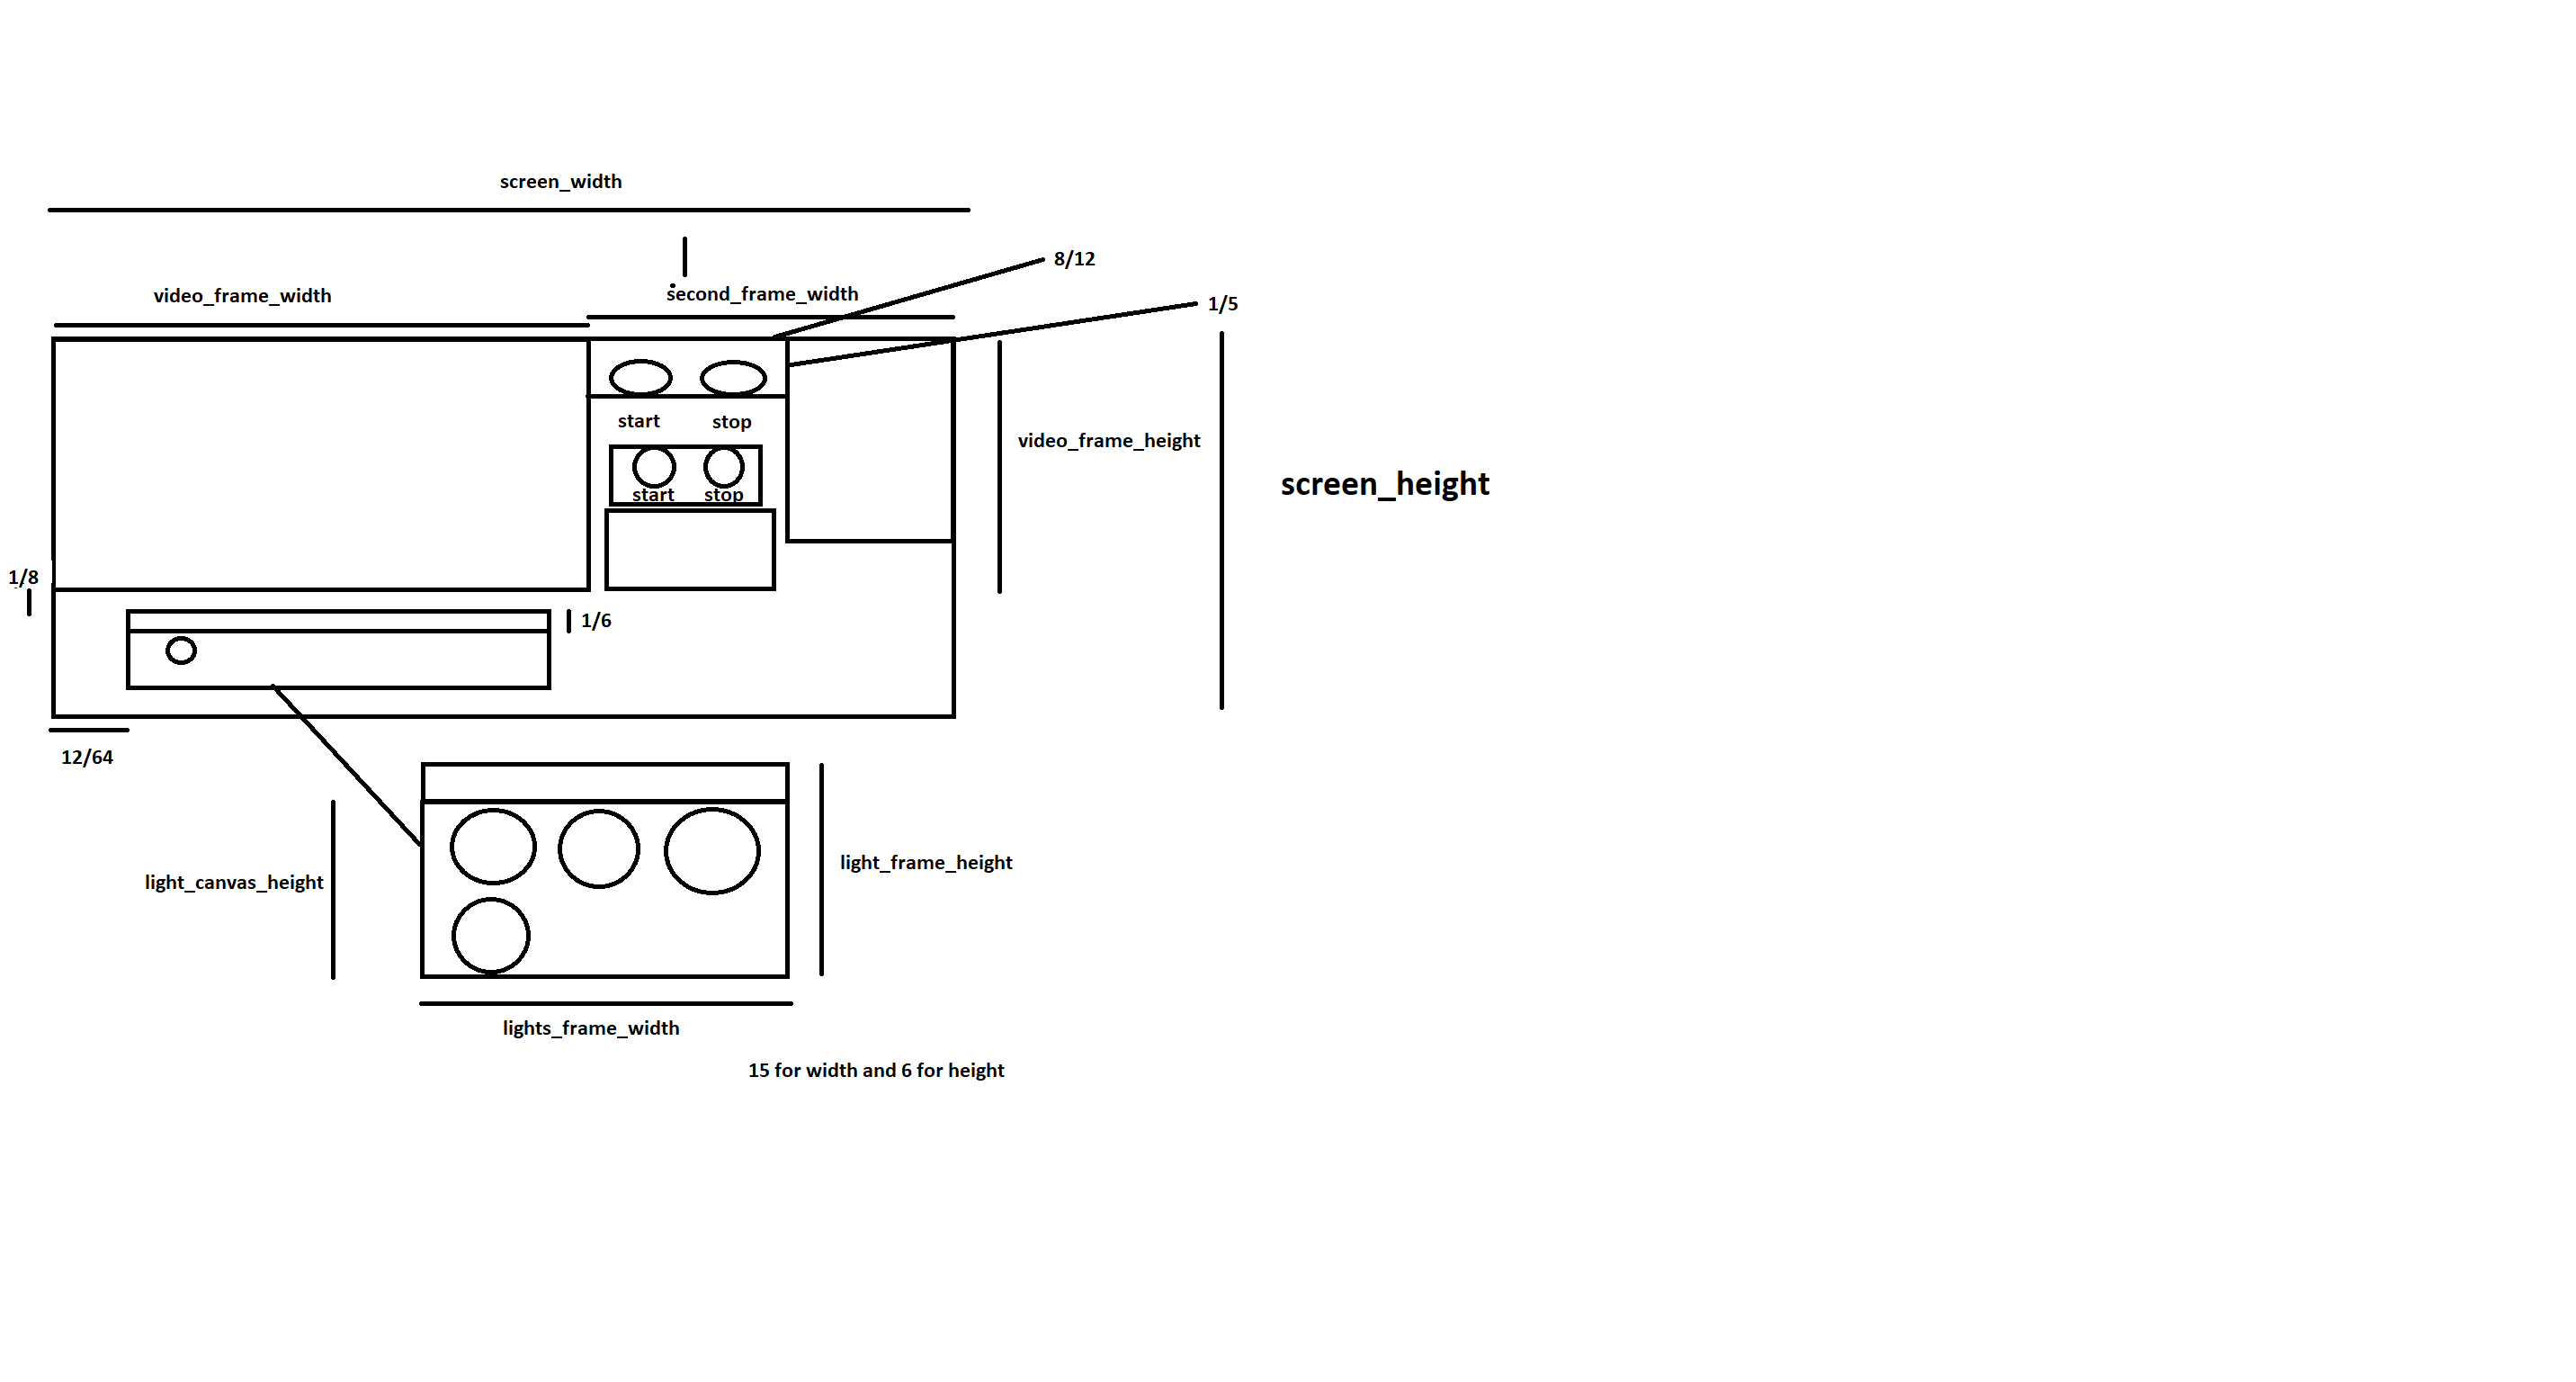 screen_width
8/12
video_frame_width
second_frame_width
1/5
start
stop
video_frame_height
screen_height
start
stop
1/8
1/6
12/64
light_canvas_height
light_frame_height
lights_frame_width
15 for width and 6 for height